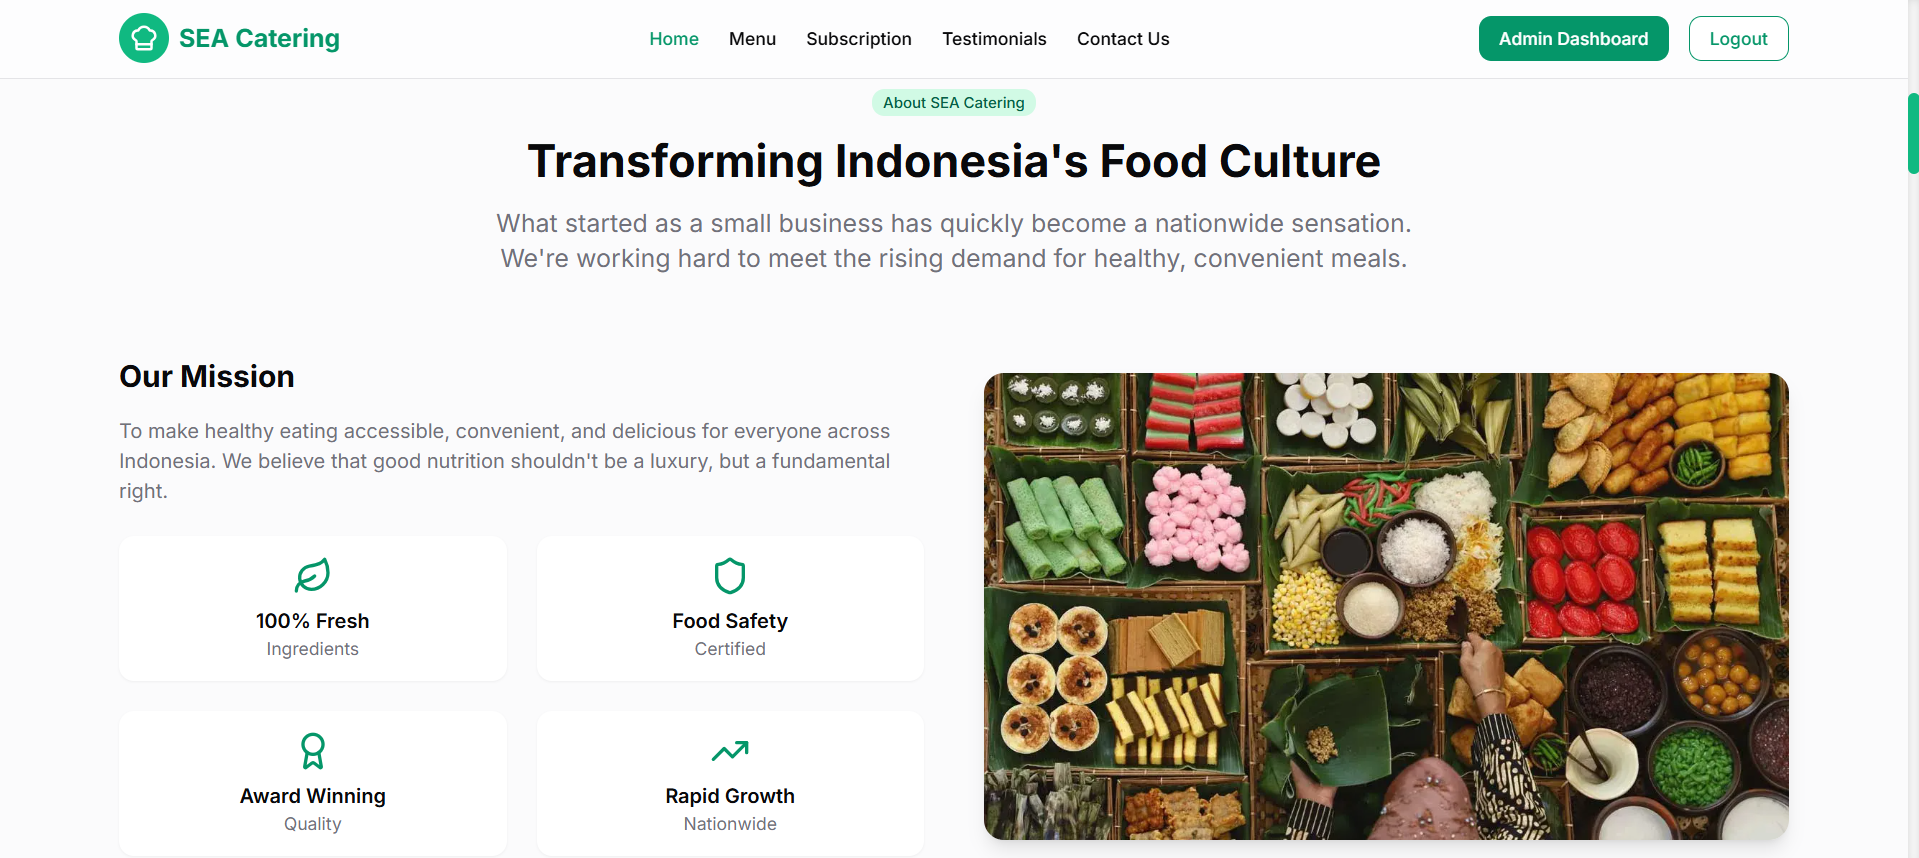 SEA Catering
Home
Menu
Subscription
Testimonials
Contact Us
Admin Dashboard
Logout
About SEA Catering
Transforming Indonesia's Food Culture
What started as a small business has quickly become a nationwide sensation.
We're working hard to meet the rising demand for healthy, convenient meals.
Our Mission
To make healthy eating accessible, convenient, and delicious for everyone across
Indonesia. We believe that good nutrition shouldn't be a luxury, but a fundamental
right.
100% Fresh
Ingredients
Food Safety
Certified
Award Winning
Quality
Rapid Growth
Nationwide